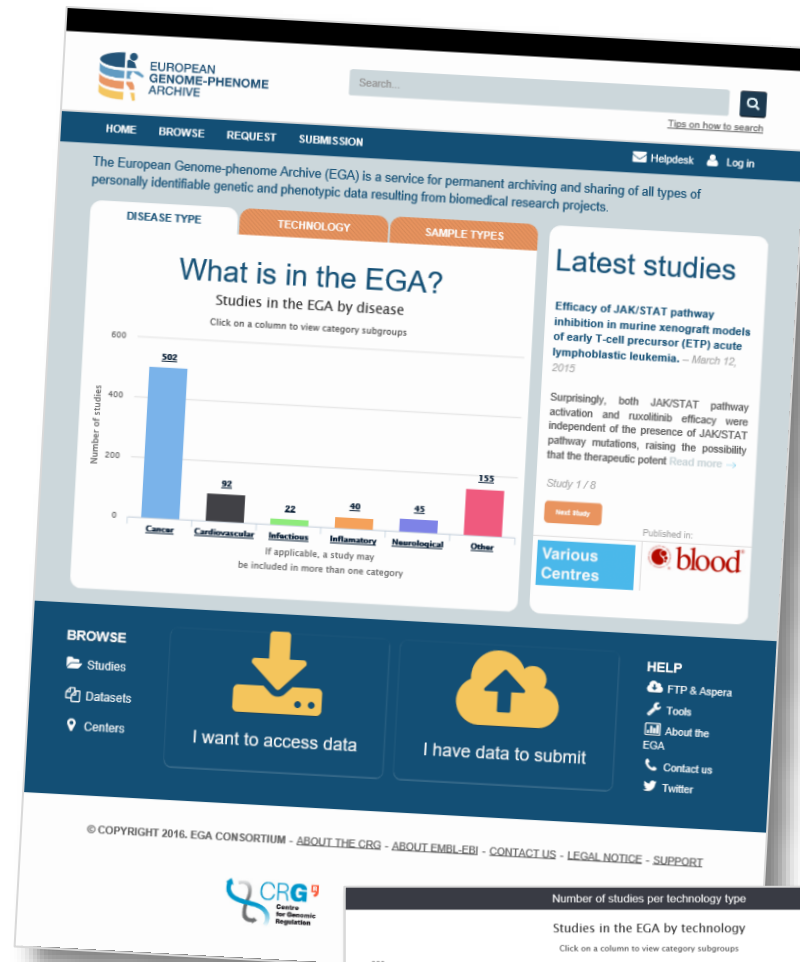 EUROPEAN
GENOME-PHENOME
ARCHIVE
Search...
Tips on how to search
HOME BROWSE REQUEST SUBMISSION
Helpdesk Log in
The European Genome-phenome Archive (EGA) is a service for permanent archiving and sharing of all types of
personally identifiable genetic and phenotypic data resulting from biomedical research projects.
DISEASE TYPE TECHNOLOGY SAMPLE TYPES
What is in the EGA?
Studies in the EGA by disease
Click on a column to view category subgroups
Number of studies
600
400
200
0
502
92
22
40
45
155
Cancer Cardiovascular Infectious Inflamatory Neurological Other
If applicable, a study may
be included in more than one category
Latest studies
Efficacy of JAK/STAT pathway
inhibition in murine xenograft models
of early T-cell precursor (ETP) acute
lymphoblastic leukemia. – March 12,
2015
Surprisingly, both JAK/STAT pathway
activation and ruxolitinib efficacy were
independent of the presence of JAK/STAT
pathway mutations, raising the possibility
that the therapeutic potent Read more →
Study 1 / 8
Next Study
Published in:
Various
Centres
blood
BROWSE
Studies
Datasets
Centers
I want to access data
I have data to submit
HELP
FTP & Aspera
Tools
About the
EGA
Contact us
Twitter
© COPYRIGHT 2016. EGA CONSORTIUM - ABOUT THE CRG - ABOUT EMBL-EBI - CONTACT US - LEGAL NOTICE - SUPPORT
CRG
Centre
for Genomic
Regulation
Number of studies per technology type
Studies in the EGA by technology
Click on a column to view category subgroups